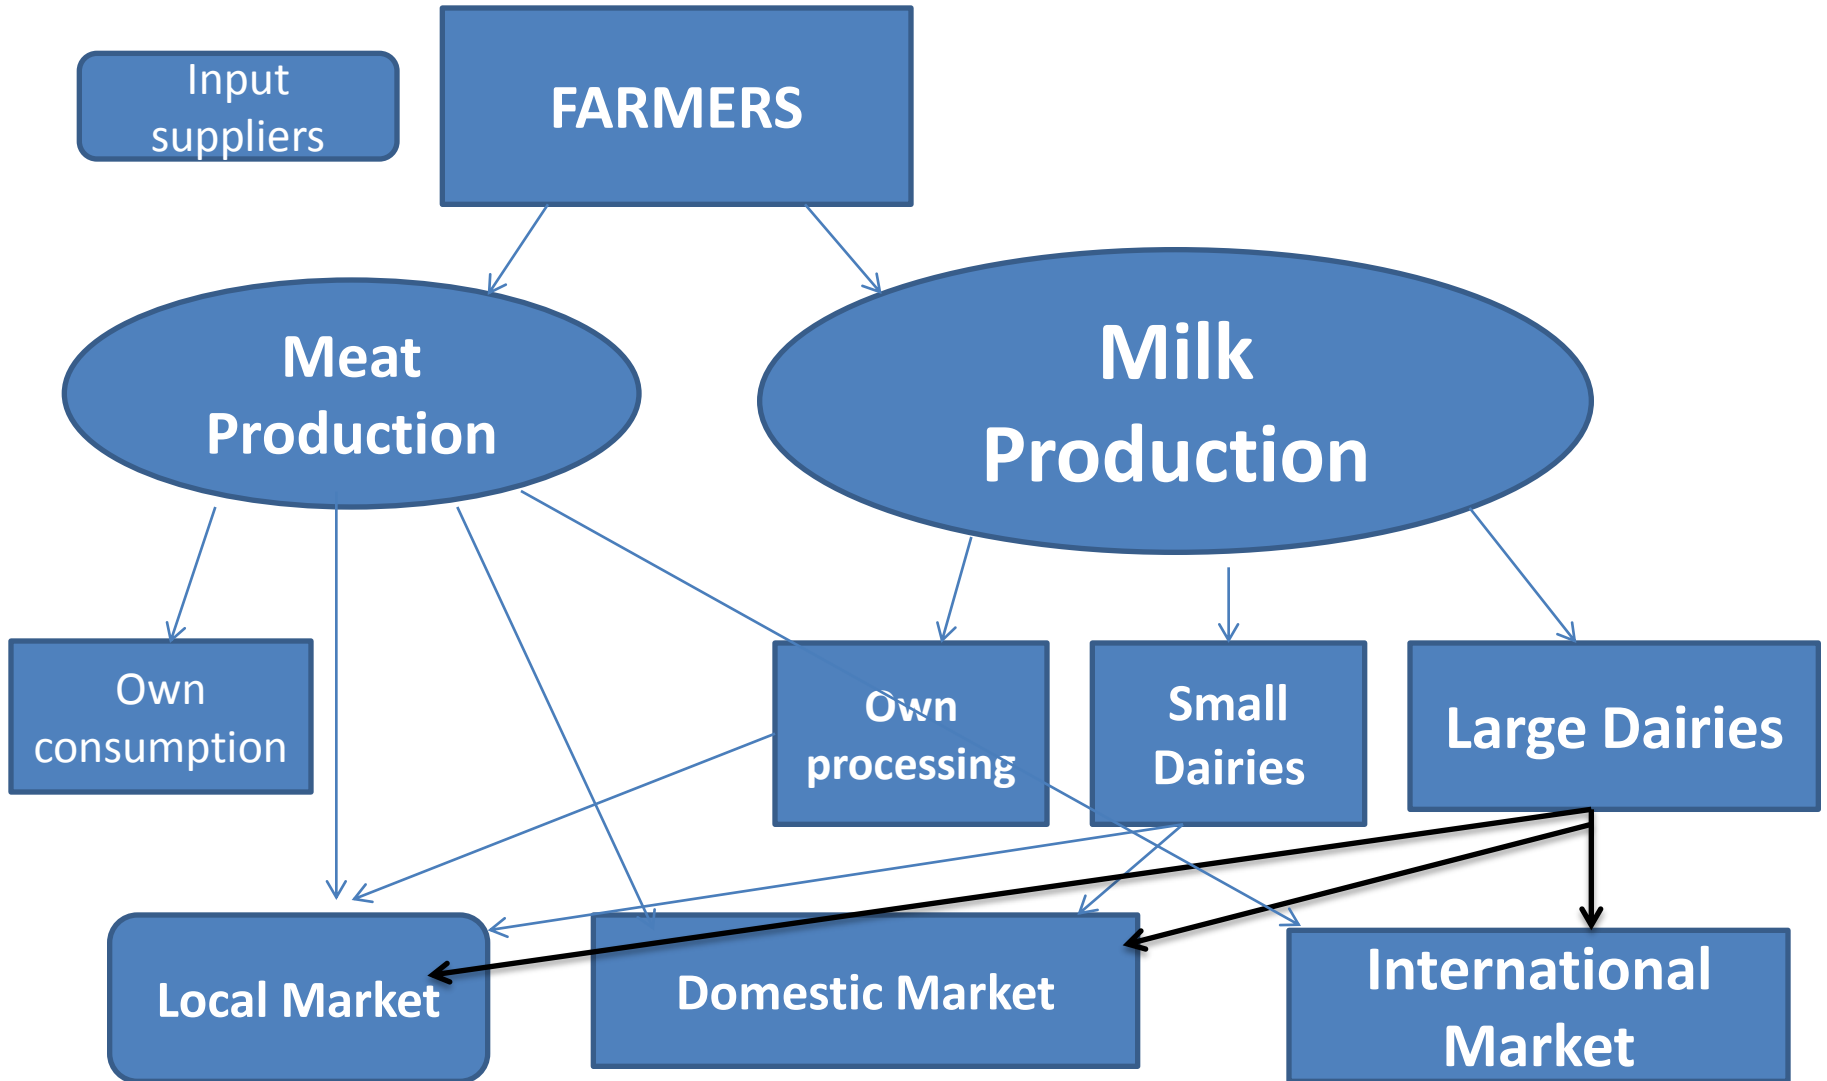 Input
suppliers
FARMERS
Meat
Production
Milk
Production
Own
consumption
Own
processing
Small
Dairies
Large Dairies
Local Market
Domestic Market
International
Market